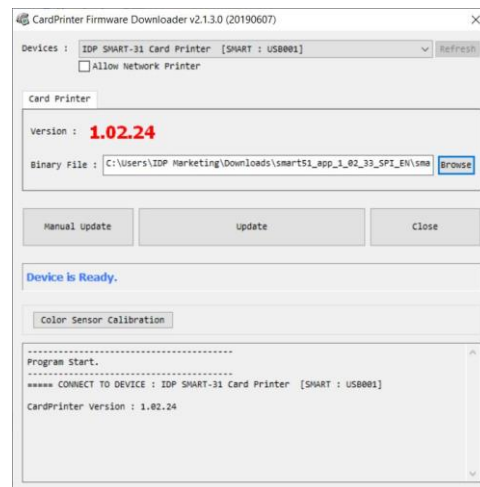 CardPrinter Firmware Downloader v2.1.3.0 (20190607)
Devices : IDP SMART-31 Card Printer [SMART : USB001] Refresh
Allow Network Printer
Card Printer
Version : 1.02.24
Binary File : C:\Users\IDP Marketing\Downloads\smart51_app_1_02_33_SPI_EN\sma Browse
Manual Update Update Close
Device is Ready.
Color Sensor Calibration
----------------------------------------
Program Start.
----------------------------------------
===== CONNECT TO DEVICE : IDP SMART-31 Card Printer [SMART : USB001]
CardPrinter Version : 1.02.24